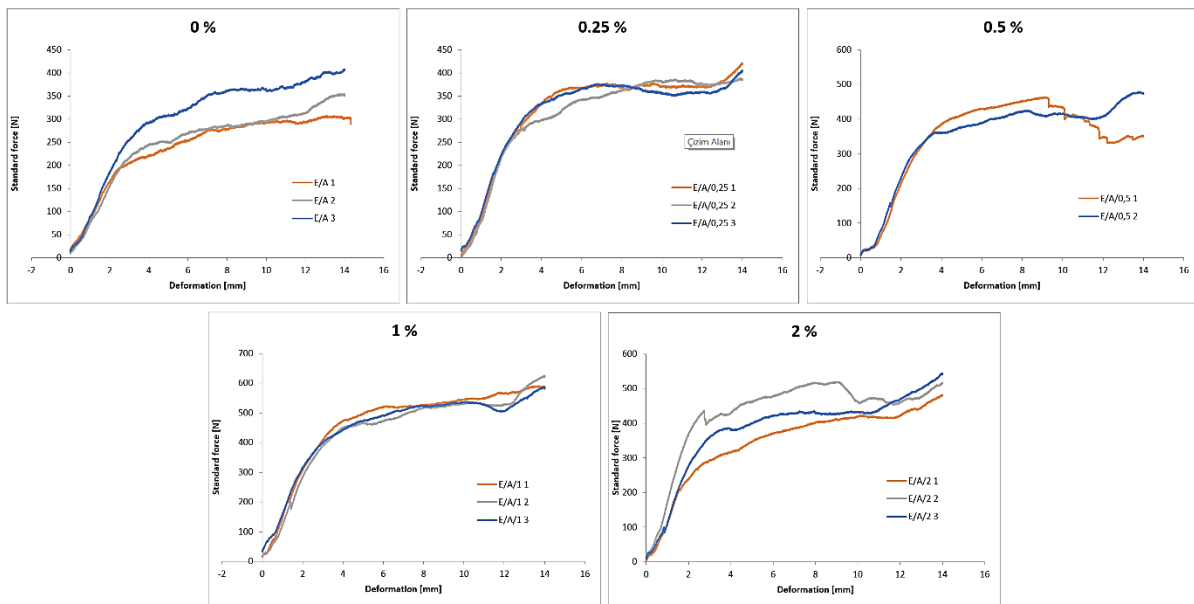 0 %
Standard force [N]
450
400
350
300
250
200
150
100
50
0
-2 0 2 4 6 8 10 12 14 16
Deformation [mm]
E/A 1
E/A 2
E/A 3
0.25 %
Standard force [N]
450
400
350
300
250
200
150
100
50
0
-2 0 2 4 6 8 10 12 14 16
Deformation [mm]
Çizim Alanı
E/A/0,25 1
E/A/0,25 2
E/A/0,25 3
0.5 %
Standard force [N]
600
500
400
300
200
100
0
-2 0 2 4 6 8 10 12 14 16
Deformation [mm]
E/A/0,5 1
E/A/0,5 2
1 %
Standard force [N]
700
600
500
400
300
200
100
0
-2 0 2 4 6 8 10 12 14 16
Deformation [mm]
E/A/1 1
E/A/1 2
E/A/1 3
2 %
Standard force [N]
600
500
400
300
200
100
0
0 2 4 6 8 10 12 14 16
Deformation [mm]
E/A/2 1
E/A/2 2
E/A/2 3